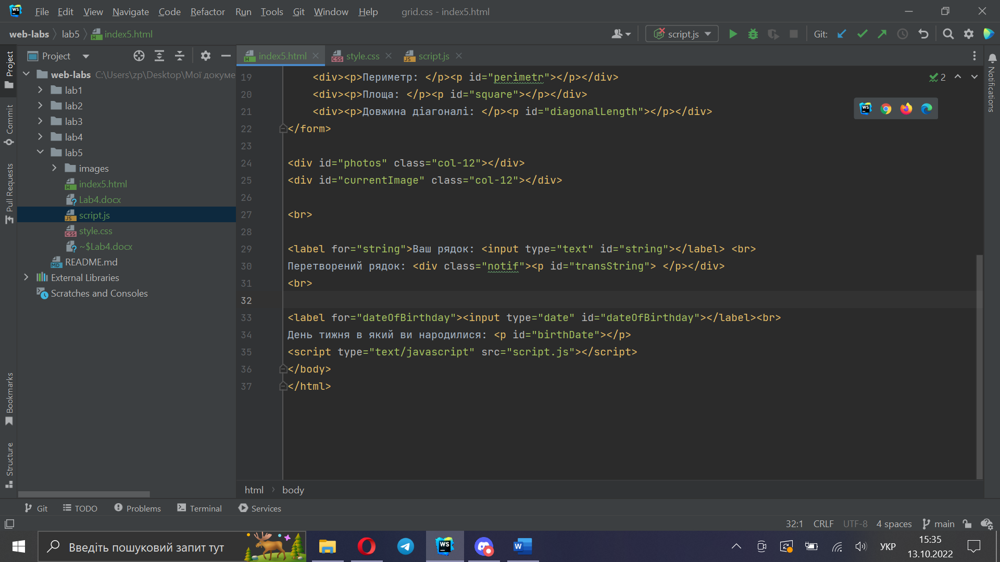 File Edit View Navigate Code Refactor Run Tools Git Window Help grid.css - index5.html
web-labs lab5 index5.html script.js Git:
Project index5.html style.css script.js
web-labs C:\Users\zp\Desktop\Мої докуме
lab1
lab2
lab3
lab4
lab5
images
index5.html
Lab4.docx
script.js
style.css
~$Lab4.docx
README.md
External Libraries
Scratches and Consoles
Project
Commit
Pull Requests
Bookmarks
Structure
Notifications
2
19 <div><p>Периметр: </p><p id="perimetr"></p></div>
20 <div><p>Площа: </p><p id="square"></p></div>
21 <div><p>Довжина діагоналі: </p><p id="diagonalLength"></p></div>
22 </form>
23
24 <div id="photos" class="col-12"></div>
25 <div id="currentImage" class="col-12"></div>
26
27 <br>
28
29 <label for="string">Ваш рядок: <input type="text" id="string"></label> <br>
30 Перетворений рядок: <div class="notif"><p id="transString"> </p></div>
31 <br>
32
33 <label for="dateOfBirthday"><input type="date" id="dateOfBirthday"></label><br>
34 День тижня в який ви народилися: <p id="birthDate"></p>
35 <script type="text/javascript" src="script.js"></script>
36 </body>
37 </html>
html body
Git TODO Problems Terminal Services
32:1 CRLF UTF-8 4 spaces main
Введіть пошуковий запит тут
УКР
15:35
13.10.2022